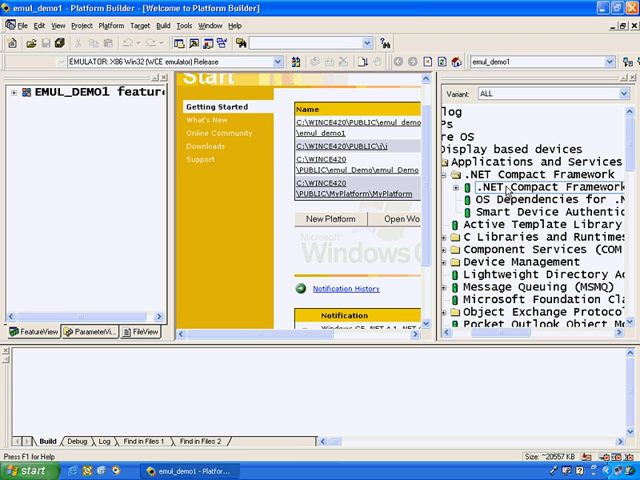 emul_demo1 - Platform Builder - [Welcome to Platform Builder]
File Edit View Project Platform Target Build Tools Window Help
EMULATOR: X86 Win32 (WCE emulator) Release
emul_demo1
EMUL_DEMO1 featur
FeatureView
ParameterVi...
FileView
Start
Getting Started
What's New
Online Community
Downloads
Support
Name
C:\WINCE420\PUBLIC\emul_demo
\emul_demo1
C:\WINCE420\PUBLIC\i\i
C:\WINCE420
\PUBLIC\emul_Demo\emul_Demo
C:\WINCE420
\PUBLIC\MyPlatform\MyPlatform
New Platform
Open Wo
Microsoft
Windows
Notification History
Notification
Variant: ALL
log
Ps
re OS
Display based devices
Applications and Services
.NET Compact Framework
.NET Compact Framework
OS Dependencies for .N
Smart Device Authentic
Active Template Library
C Libraries and Runtimes
Component Services (COM
Device Management
Lightweight Directory A
Message Queuing (MSMQ)
Microsoft Foundation Cla
Object Exchange Protoco
Pocket Outlook Object M
Build Debug Log Find in Files 1 Find in Files 2
Press F1 for Help
Size: ~20557 KB
start
emul_demo1 - Platfor...